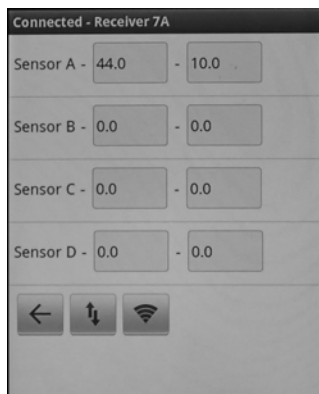 Connected - Receiver 7A
Sensor A - 44.0 - 10.0
Sensor B - 0.0 - 0.0
Sensor C - 0.0 - 0.0
Sensor D - 0.0 - 0.0